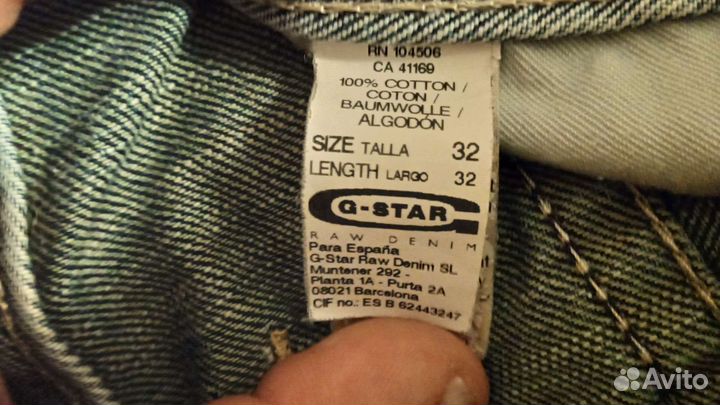 RN 104506
CA 41169
100% COTTON /
COTON /
BAUMWOLLE /
ALGODÓN
SIZE TALLA 32
LENGTH LARGO 32
G-STAR
RAW DENIM
Para España
G-Star Raw Denim SL
Muntener 292 -
Planta 1A - Purta 2A
08021 Barcelona
CIF no.: ES B 62443247
Avito